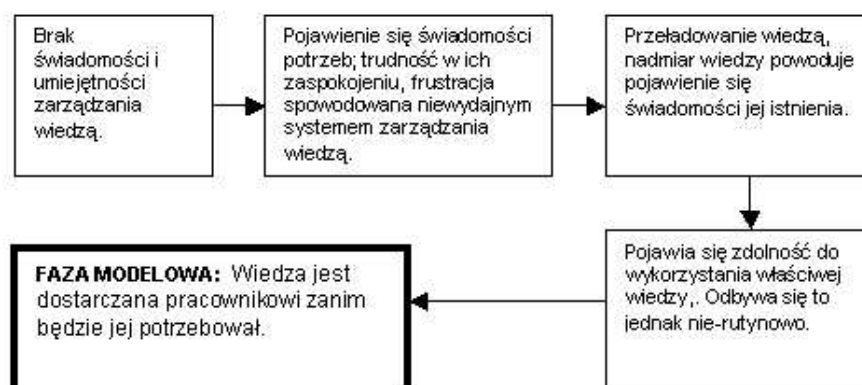 Brak
świadomości i
umiejętności
zarządzania
wiedzą.
Pojawienie się świadomości
potrzeb; trudność w ich
zaspokojeniu, frustracja
spowodowana niewydajnym
systemem zarządzania
wiedzą.
Przeładowanie wiedzą,
nadmiar wiedzy powoduje
pojawienie się
świadomości jej istnienia.
Pojawia się zdolność do
wykorzystania właściwej
wiedzy,. Odbywa się to
jednak nie-rutynowo.
FAZA MODELOWA: Wiedza jest
dostarczana pracownikowi zanim
będzie jej potrzebował.